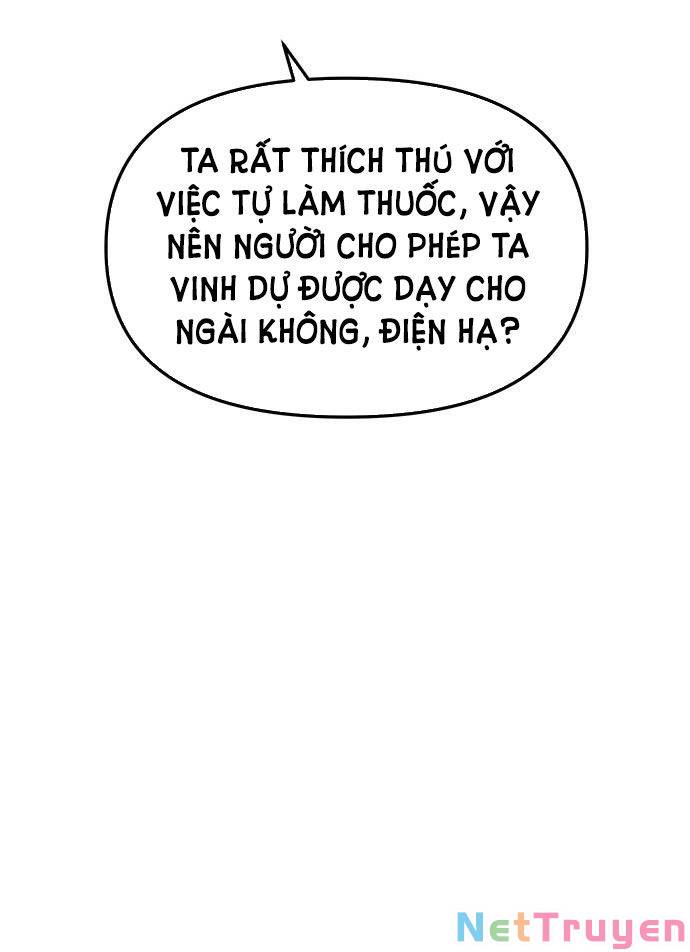 TA RẤT THÍCH THÚ VỚI
VIỆC TỰ LÀM THUỐC, VẬY
NÊN NGƯỜI CHO PHÉP TA
VINH DỰ ĐƯỢC DẠY CHO
NGÀI KHÔNG, ĐIỆN HẠ?
NetTruyen